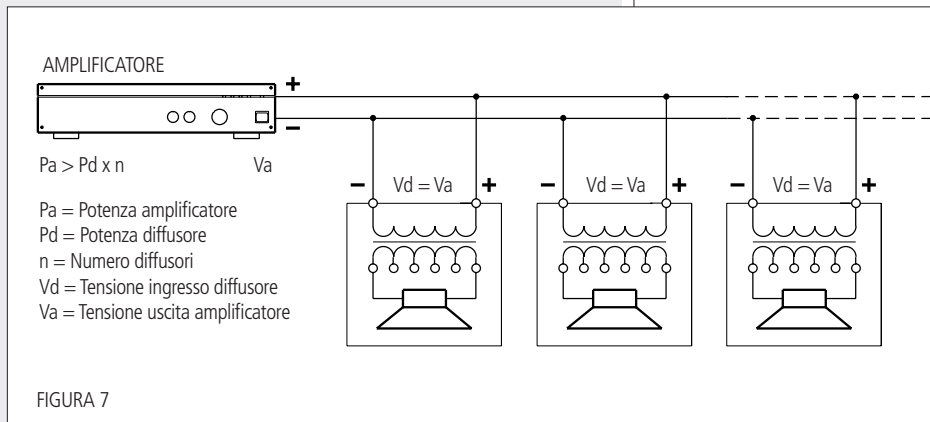 AMPLIFICATORE
+
−
Pa > Pd x n Va
− Vd = Va + − Vd = Va + − Vd = Va +
Pa = Potenza amplificatore
Pd = Potenza diffusore
n = Numero diffusori
Vd = Tensione ingresso diffusore
Va = Tensione uscita amplificatore
FIGURA 7